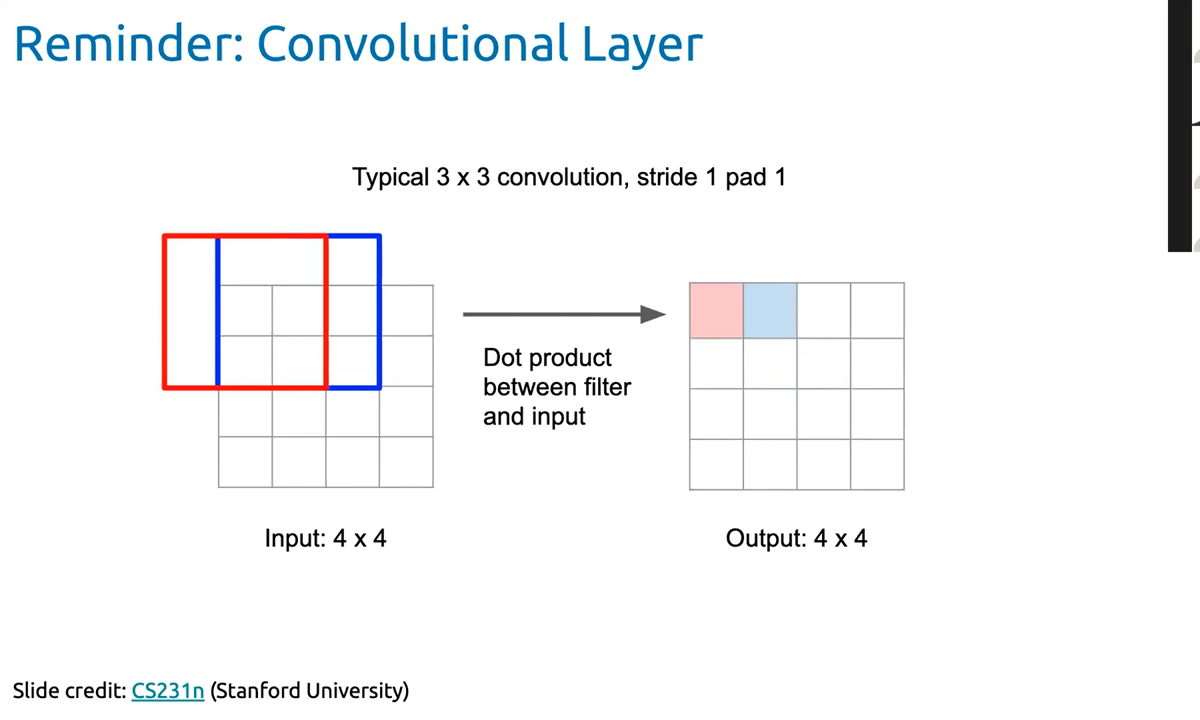 Reminder: Convolutional Layer
Typical 3 x 3 convolution, stride 1 pad 1
Dot product
between filter
and input
Input: 4 x 4
Output: 4 x 4
Slide credit: CS231n (Stanford University)